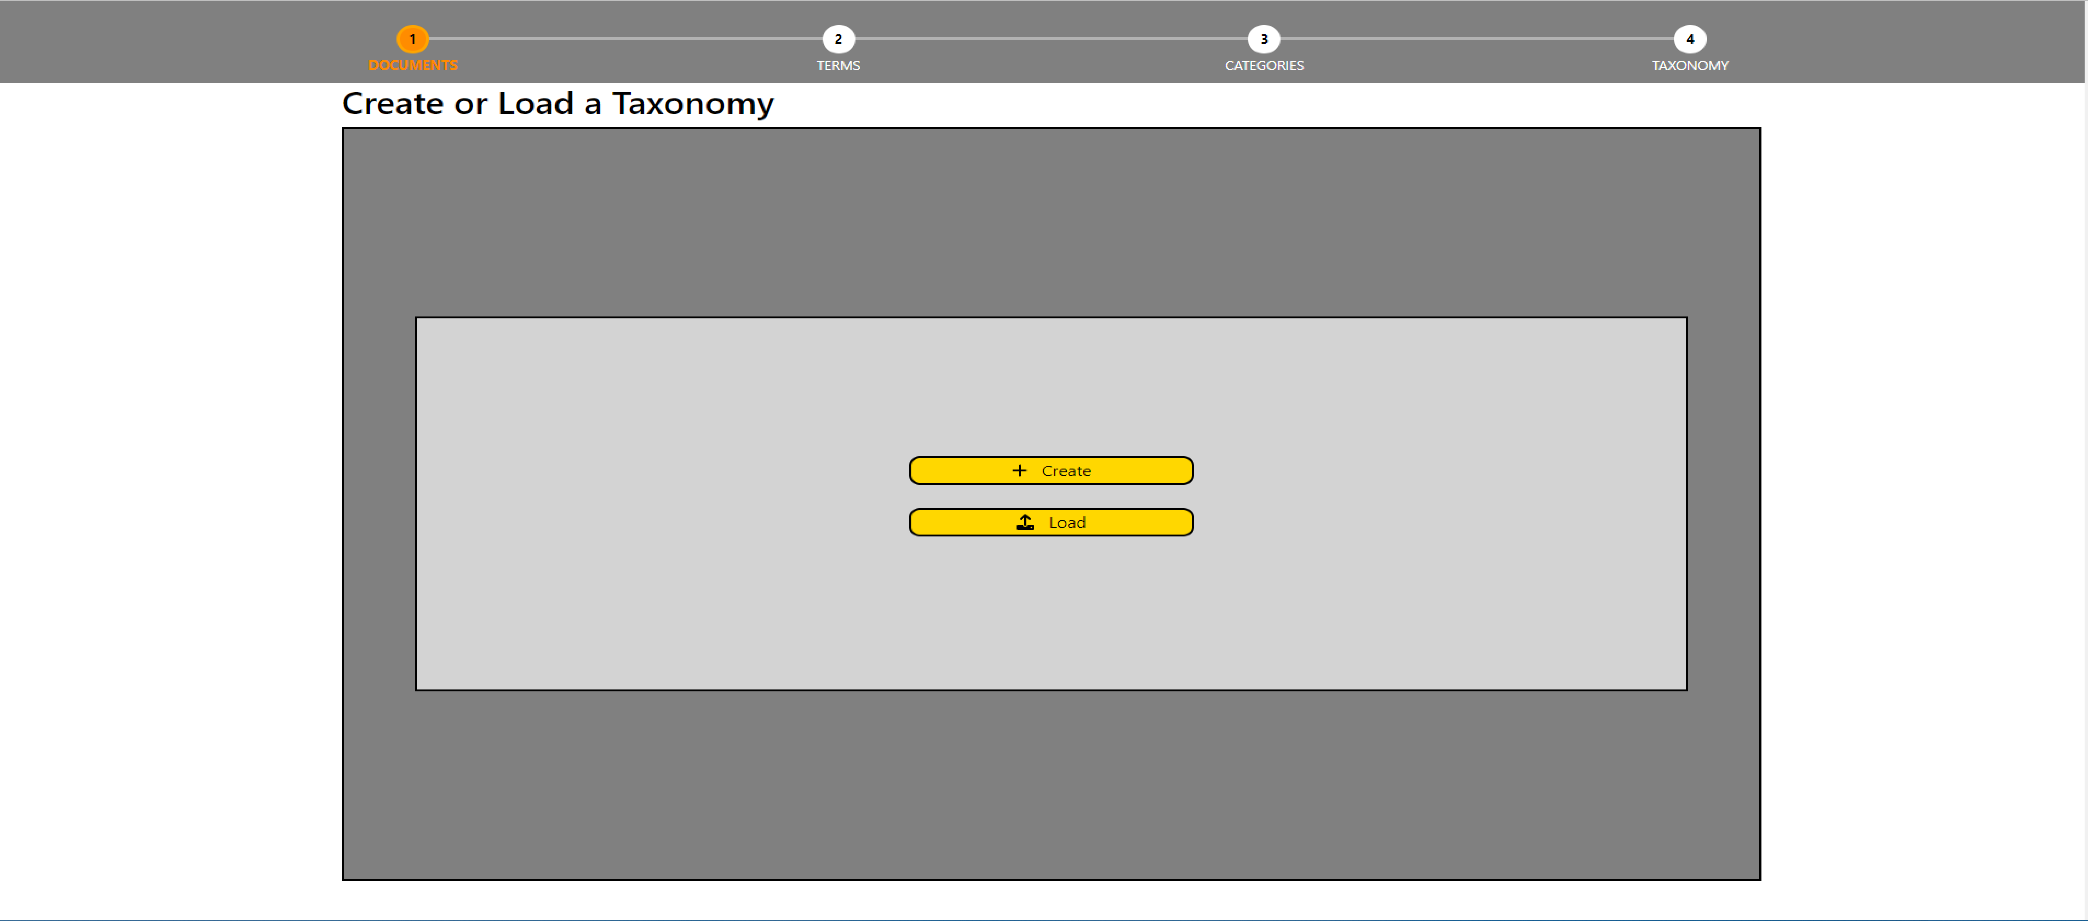 1 2 3 4
DOCUMENTS TERMS CATEGORIES TAXONOMY
Create or Load a Taxonomy
Create
Load